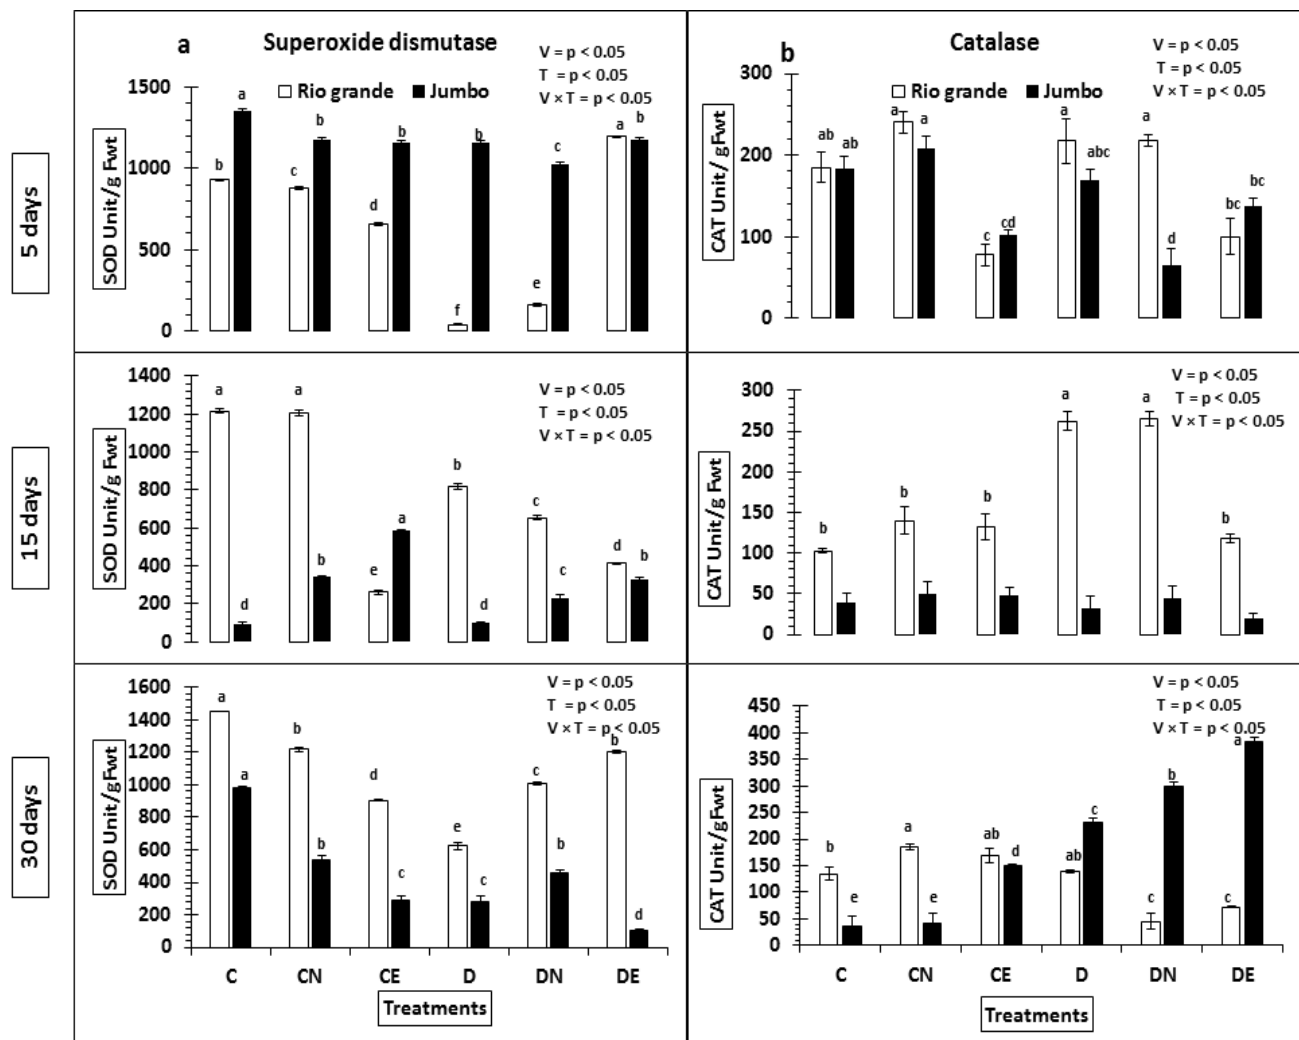 a
Superoxide dismutase
V = p < 0.05
T = p < 0.05
V × T = p < 0.05
Rio grande
Jumbo
5 days
SOD Unit/g Fwt
1500
1000
500
0
b
a
c
b
d
b
f
b
e
c
a
b
b
Catalase
V = p < 0.05
T = p < 0.05
V × T = p < 0.05
Rio grande
Jumbo
CAT Unit/ gFwt
300
200
100
0
ab
ab
a
a
c
cd
a
abc
a
d
bc
bc
15 days
SOD Unit/g Fwt
1400
1200
1000
800
600
400
200
0
V = p < 0.05
T = p < 0.05
V × T = p < 0.05
a
d
a
b
e
a
b
d
c
c
d
b
CAT Unit/g Fwt
300
250
200
150
100
50
0
V = p < 0.05
T = p < 0.05
V × T = p < 0.05
b
b
b
a
a
b
30 days
SOD Unit/gFwt
1600
1400
1200
1000
800
600
400
200
0
V = p < 0.05
T = p < 0.05
V × T = p < 0.05
a
a
b
b
d
c
e
c
c
b
b
d
C
CN
CE
D
DN
DE
Treatments
CAT Unit/gFwt
450
400
350
300
250
200
150
100
50
0
V = p < 0.05
T = p < 0.05
V × T = p < 0.05
b
e
a
e
ab
d
ab
c
c
b
c
a
C
CN
CE
D
DN
DE
Treatments